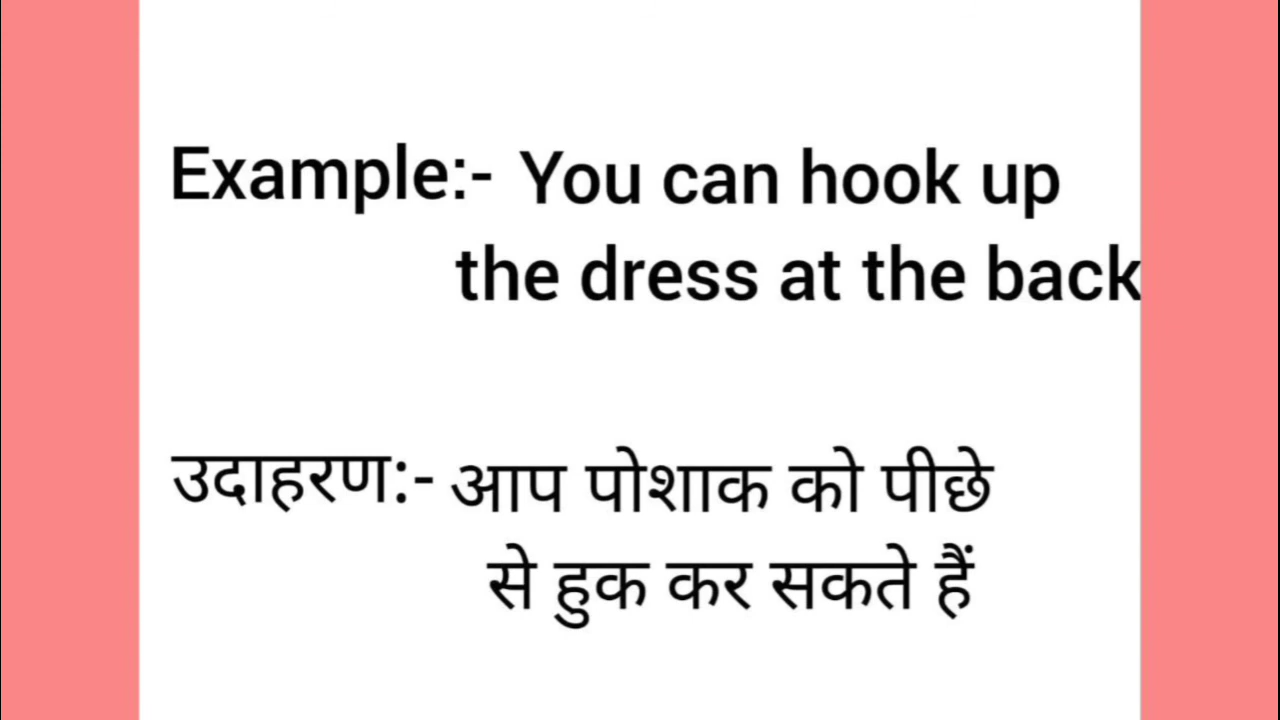 Example:- You can hook up
the dress at the back
उदाहरण:- आप पोशाक को पीछे
से हुक कर सकते हैं